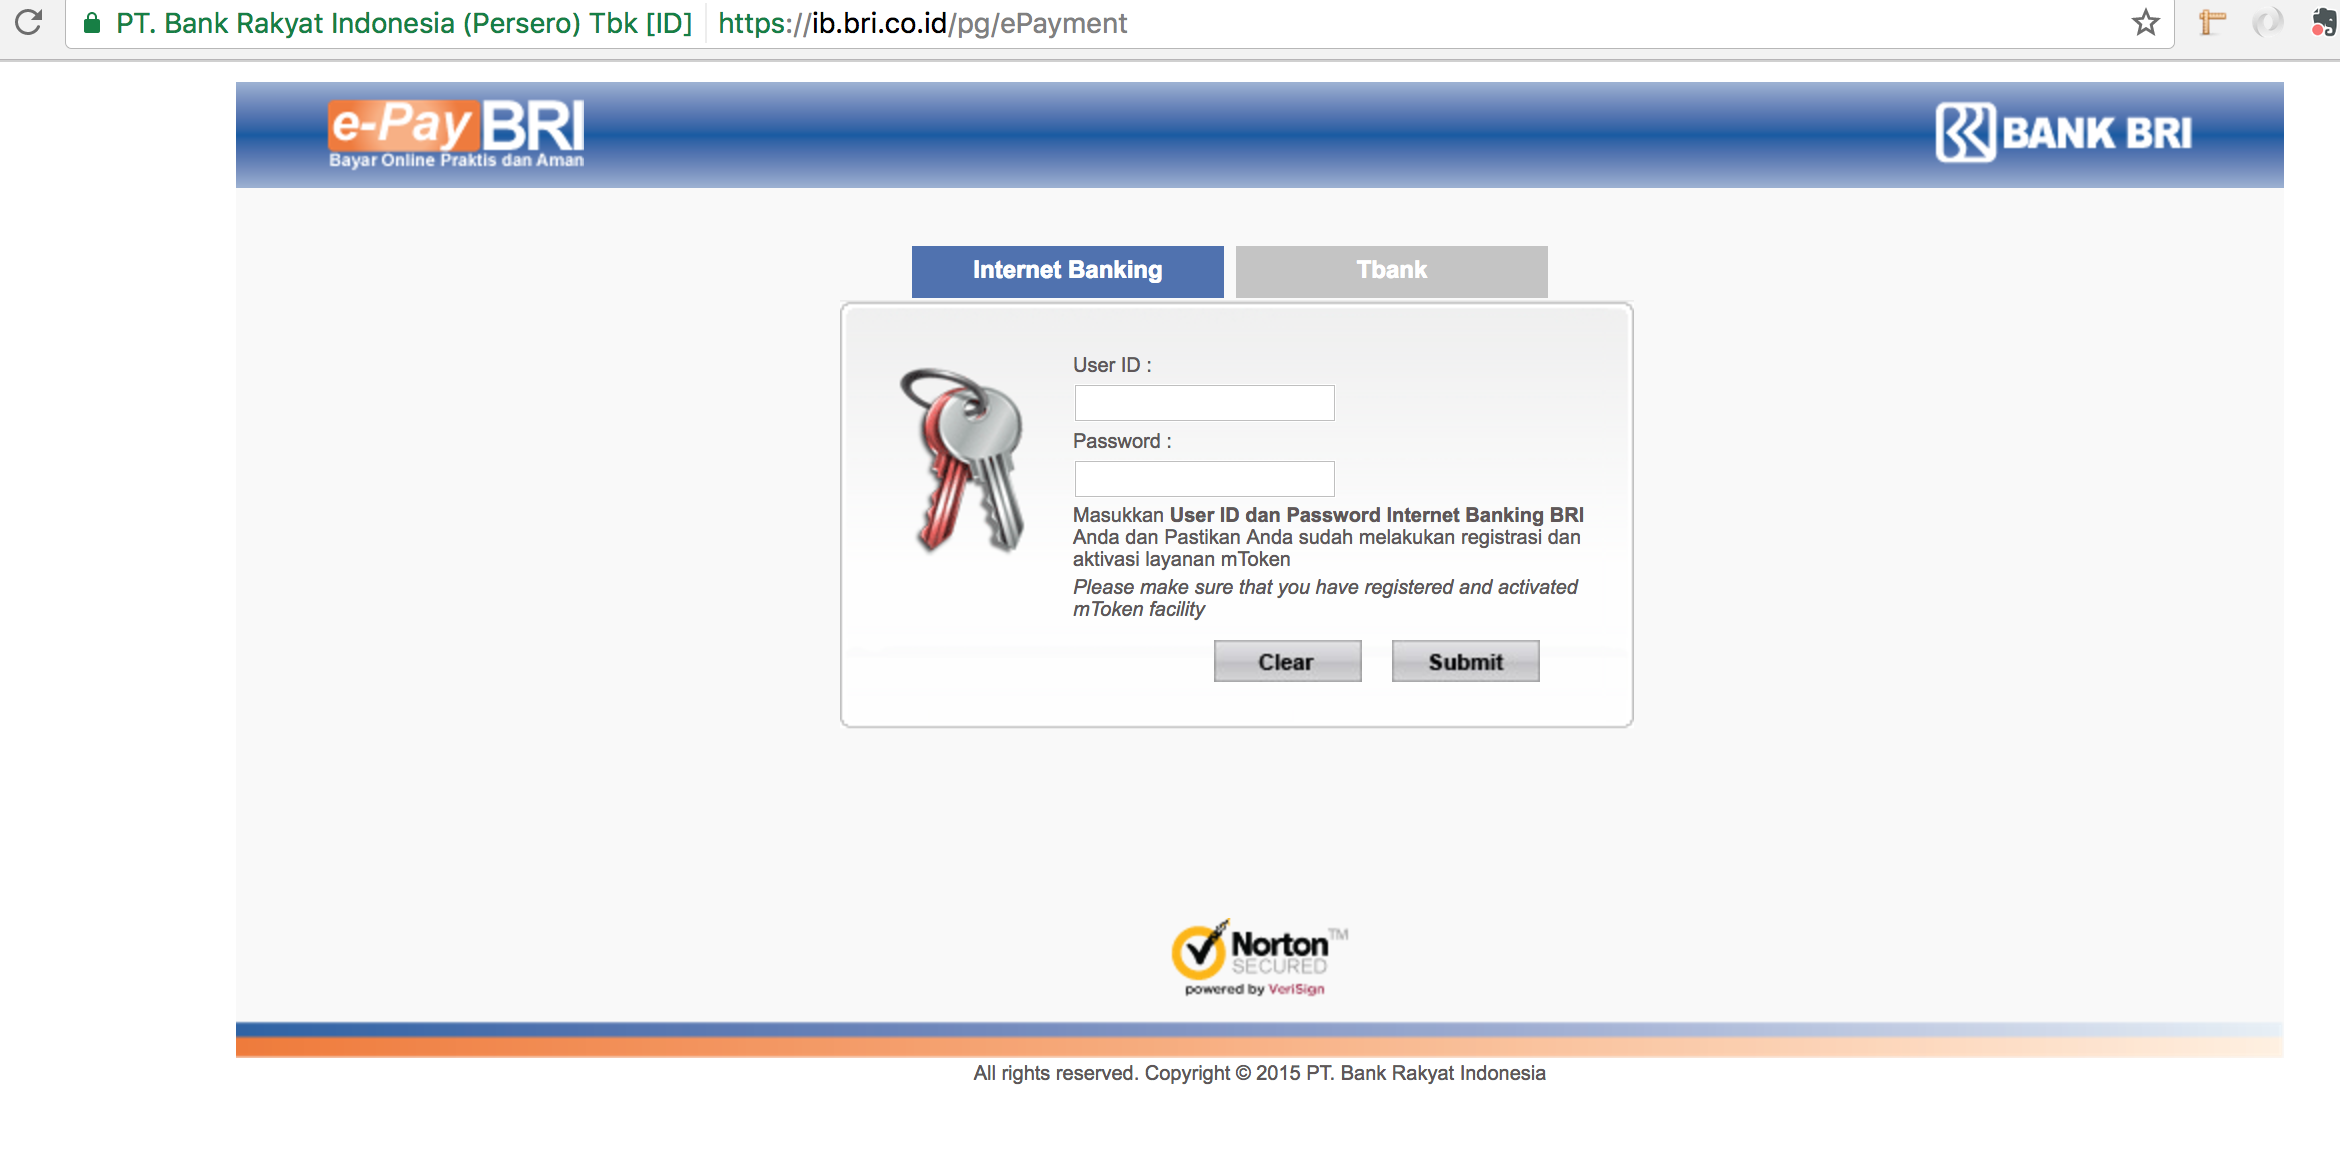 PT. Bank Rakyat Indonesia (Persero) Tbk [ID] https://ib.bri.co.id/pg/ePayment
e-Pay BRI
Bayar Online Praktis dan Aman
BANK BRI
Internet Banking Tbank
User ID :
Password :
Masukkan User ID dan Password Internet Banking BRI
Anda dan Pastikan Anda sudah melakukan registrasi dan
aktivasi layanan mToken
Please make sure that you have registered and activated
mToken facility
Clear Submit
Norton™
SECURED
powered by VeriSign
All rights reserved. Copyright © 2015 PT. Bank Rakyat Indonesia